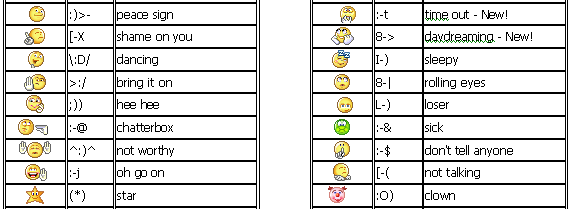 :)>- peace sign
[-X shame on you
\:D/ dancing
>:/ bring it on
;)) hee hee
:-@ chatterbox
^:)^ not worthy
:-j oh go on
(*) star
:-t time out - New!
8-> daydreaming - New!
I-) sleepy
8-| rolling eyes
L-) loser
:-& sick
:-$ don't tell anyone
[-( not talking
:O) clown